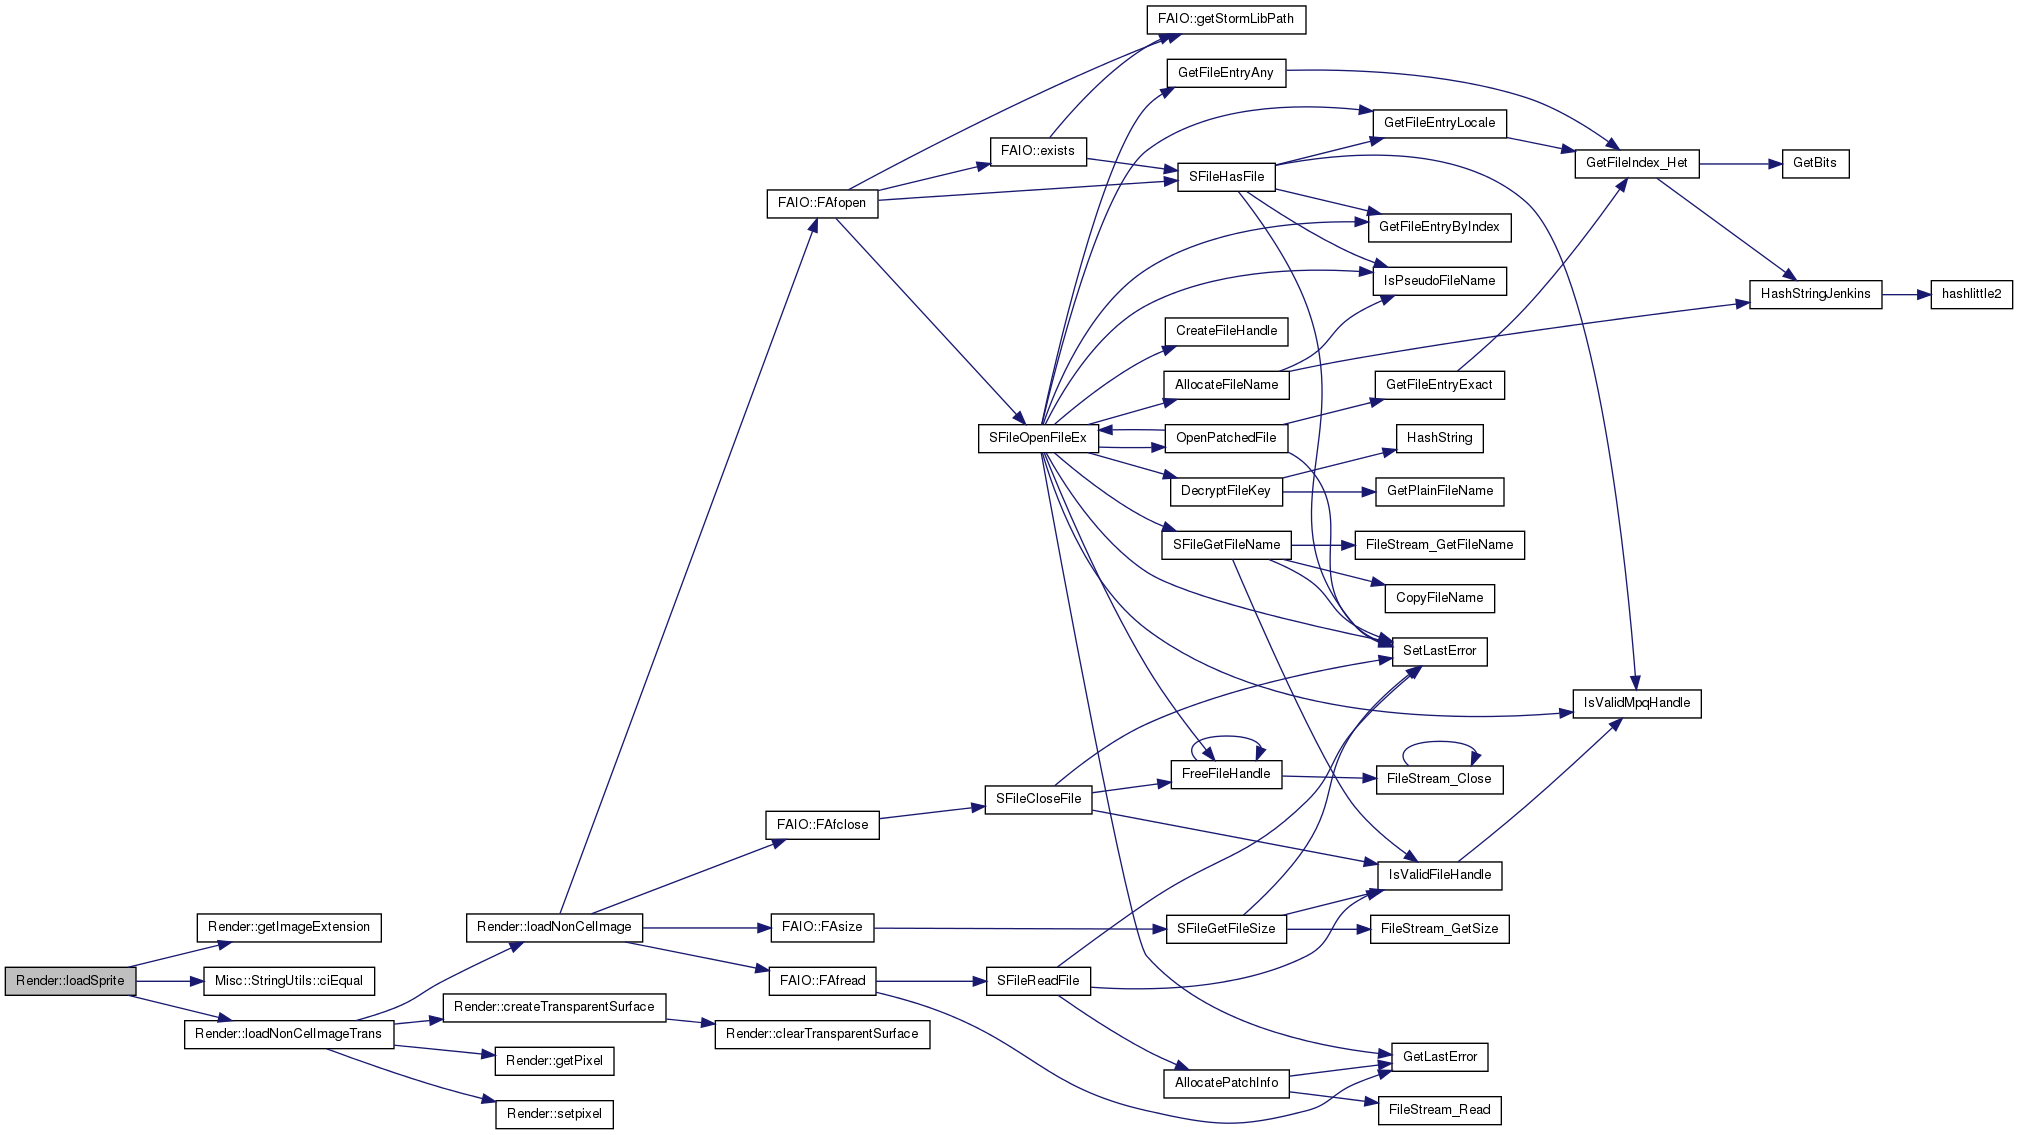 FAIO::getStormLibPath
GetFileEntryAny
GetFileEntryLocale
FAIO::exists
GetFileIndex_Het
GetBits
SFileHasFile
FAIO::FAfopen
GetFileEntryByIndex
IsPseudoFileName
HashStringJenkins
hashlittle2
CreateFileHandle
AllocateFileName
GetFileEntryExact
SFileOpenFileEx
OpenPatchedFile
HashString
DecryptFileKey
GetPlainFileName
SFileGetFileName
FileStream_GetFileName
CopyFileName
SetLastError
IsValidMpqHandle
FreeFileHandle
FileStream_Close
SFileCloseFile
FAIO::FAfclose
IsValidFileHandle
Render::getImageExtension
Render::loadNonCelImage
FAIO::FAsize
SFileGetFileSize
FileStream_GetSize
Render::loadSprite
Misc::StringUtils::ciEqual
FAIO::FAfread
SFileReadFile
Render::createTransparentSurface
Render::loadNonCelImageTrans
Render::clearTransparentSurface
Render::getPixel
GetLastError
AllocatePatchInfo
FileStream_Read
Render::setpixel